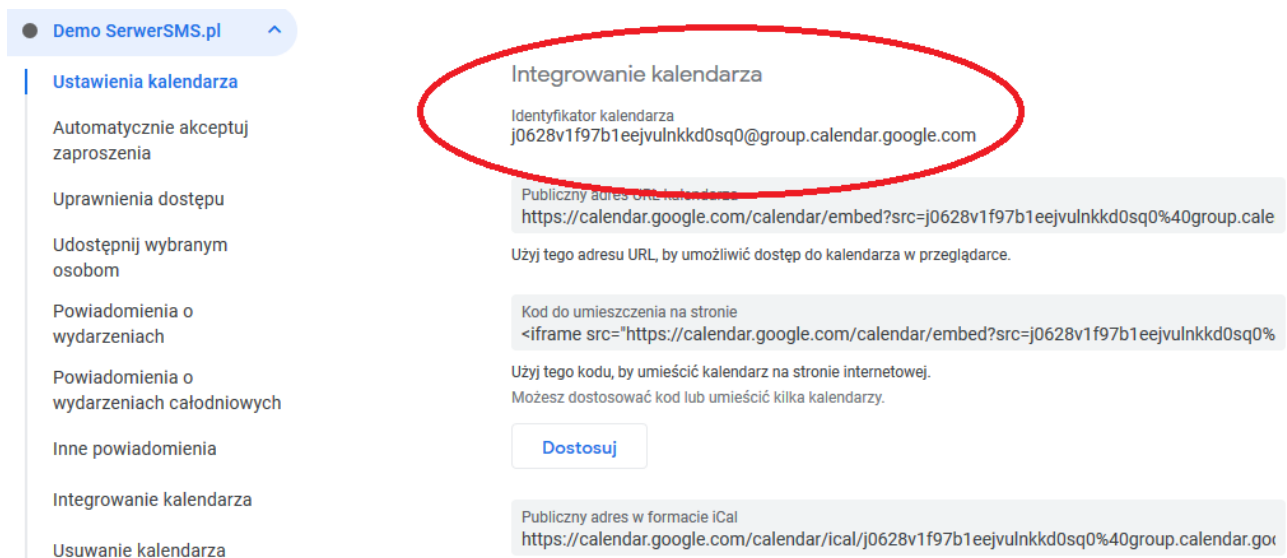 Demo SerwerSMS.pl
Ustawienia kalendarza
Automatycznie akceptuj
zaproszenia
Uprawnienia dostępu
Udostępnij wybranym
osobom
Powiadomienia o
wydarzeniach
Powiadomienia o
wydarzeniach całodniowych
Inne powiadomienia
Integrowanie kalendarza
Usuwanie kalendarza
Integrowanie kalendarza
Identyfikator kalendarza
j0628v1f97b1eejvulnkkd0sq0@group.calendar.google.com
Publiczny adres URL kalendarza
https://calendar.google.com/calendar/embed?src=j0628v1f97b1eejvulnkkd0sq0%40group.cale
Użyj tego adresu URL, by umożliwić dostęp do kalendarza w przeglądarce.
Kod do umieszczenia na stronie
<iframe src="https://calendar.google.com/calendar/embed?src=j0628v1f97b1eejvulnkkd0sq0%
Użyj tego kodu, by umieścić kalendarz na stronie internetowej.
Możesz dostosować kod lub umieścić kilka kalendarzy.
Dostosuj
Publiczny adres w formacie iCal
https://calendar.google.com/calendar/ical/j0628v1f97b1eejvulnkkd0sq0%40group.calendar.goo